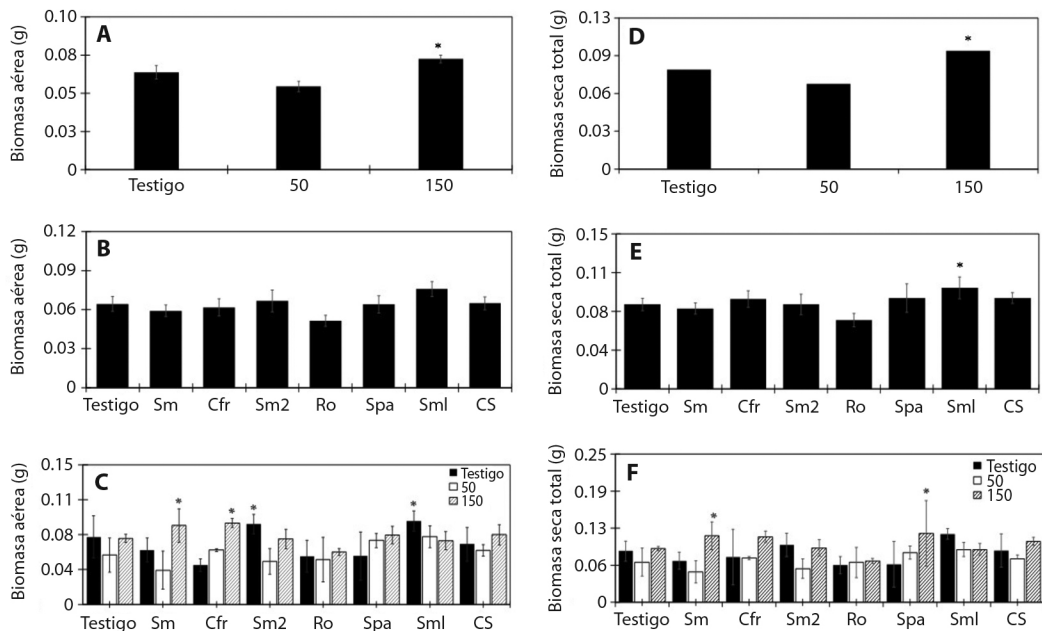 A
Biomasa aérea (g)
0.10
0.08
0.05
0.03
0
Testigo 50 150
*
D
Biomasa seca total (g)
0.13
0.09
0.06
0.03
0
Testigo 50 150
*
B
Biomasa aérea (g)
0.12
0.09
0.06
0.03
0
Testigo Sm Cfr Sm2 Ro Spa Sml CS
E
Biomasa seca total (g)
0.15
0.11
0.08
0.04
0
Testigo Sm Cfr Sm2 Ro Spa Sml CS
*
C
Biomasa aérea (g)
0.15
0.11
0.08
0.04
0
Testigo
50
150
* * * *
Testigo Sm Cfr Sm2 Ro Spa Sml CS
F
Biomasa seca total (g)
0.25
0.19
0.13
0.06
0
Testigo
50
150
* *
Testigo Sm Cfr Sm2 Ro Spa Sml CS